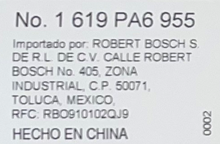 No. 1 619 PA6 955
Importado por: ROBERT BOSCH S.
DE R.L. DE C.V. CALLE ROBERT
BOSCH No. 405, ZONA
INDUSTRIAL, C.P. 50071,
TOLUCA, MEXICO,
RFC: RBO910102QJ9
HECHO EN CHINA
0002